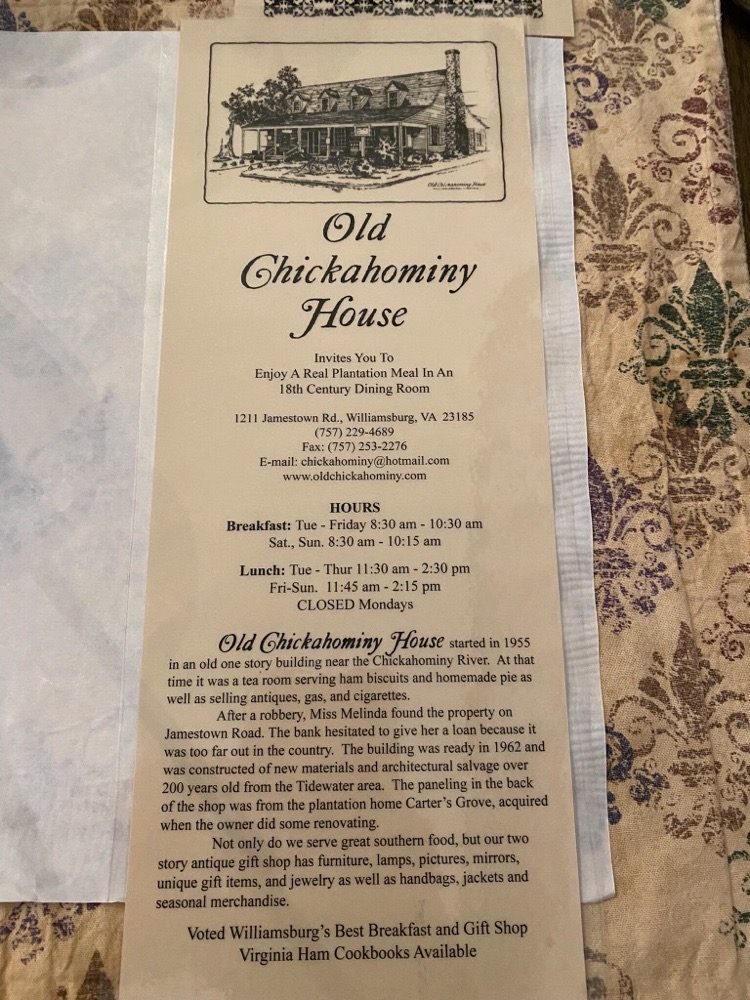 Old Chickahominy House
Old
Chickahominy
House
Invites You To
Enjoy A Real Plantation Meal In An
18th Century Dining Room
1211 Jamestown Rd., Williamsburg, VA 23185
(757) 229-4689
Fax: (757) 253-2276
E-mail: chickahominy@hotmail.com
www.oldchickahominy.com
HOURS
Breakfast: Tue - Friday 8:30 am - 10:30 am
Sat., Sun. 8:30 am - 10:15 am
Lunch: Tue - Thur 11:30 am - 2:30 pm
Fri-Sun. 11:45 am - 2:15 pm
CLOSED Mondays
Old Chickahominy House started in 1955
in an old one story building near the Chickahominy River. At that
time it was a tea room serving ham biscuits and homemade pie as
well as selling antiques, gas, and cigarettes.
After a robbery, Miss Melinda found the property on
Jamestown Road. The bank hesitated to give her a loan because it
was too far out in the country. The building was ready in 1962 and
was constructed of new materials and architectural salvage over
200 years old from the Tidewater area. The paneling in the back
of the shop was from the plantation home Carter's Grove, acquired
when the owner did some renovating.
Not only do we serve great southern food, but our two
story antique gift shop has furniture, lamps, pictures, mirrors,
unique gift items, and jewelry as well as handbags, jackets and
seasonal merchandise.
Voted Williamsburg's Best Breakfast and Gift Shop
Virginia Ham Cookbooks Available